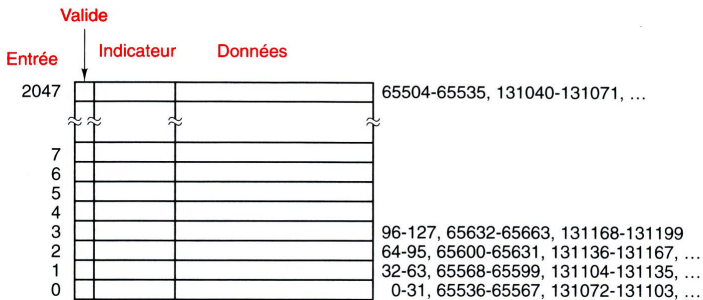 Valide
Entrée Indicateur Données
2047 65504-65535, 131040-131071, ...
7
6
5
4
3 96-127, 65632-65663, 131168-131199
2 64-95, 65600-65631, 131136-131167, ...
1 32-63, 65568-65599, 131104-131135, ...
0 0-31, 65536-65567, 131072-131103, ...